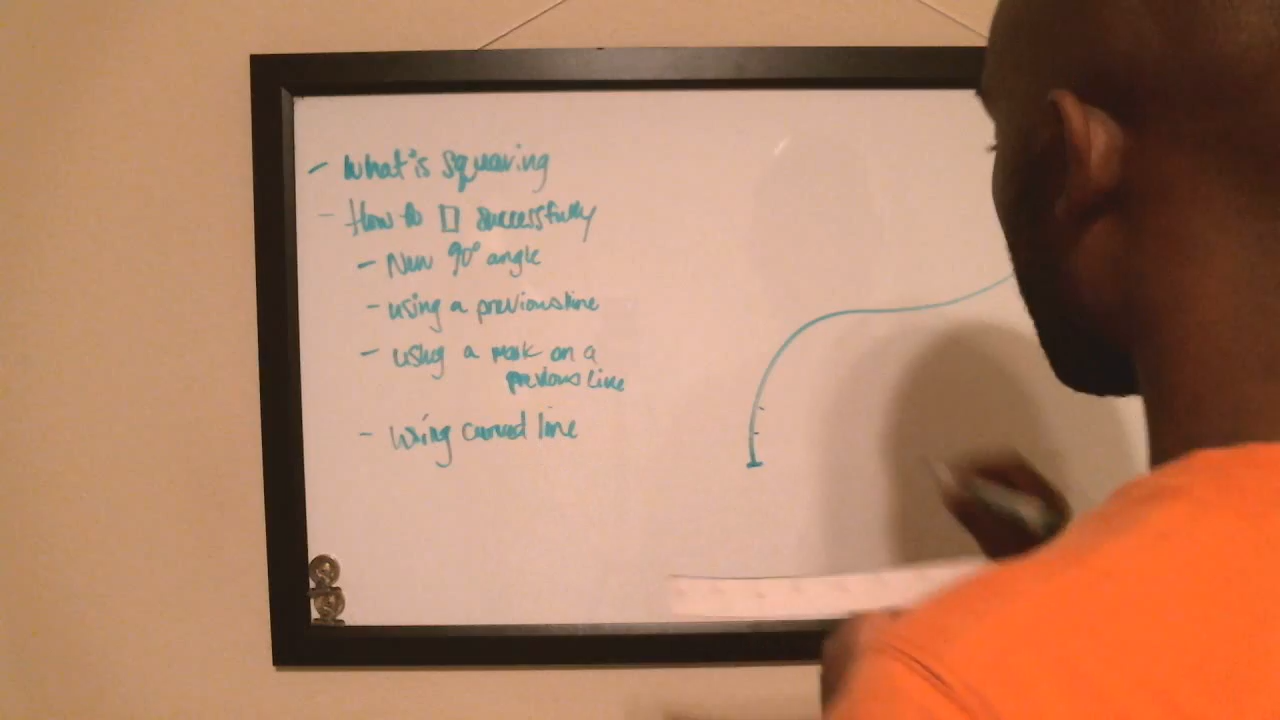 - What is squaring
- How to □ successfully
- New 90° angle
- using a previous line
- using a mark on a
previous line
- using curved line